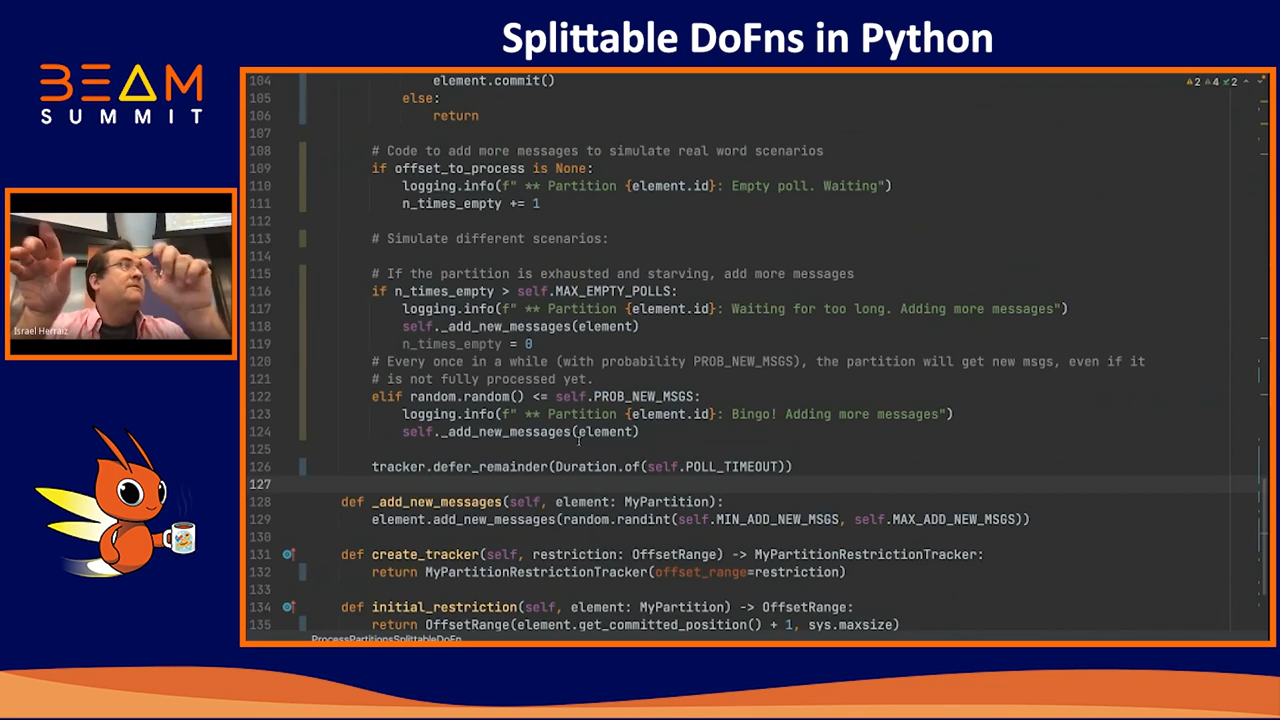 Splittable DoFns in Python
BEAM
SUMMIT
Israel Herraiz
2 4 2
104 element.commit()
105 else:
106 return
107
108 # Code to add more messages to simulate real word scenarios
109 if offset_to_process is None:
110 logging.info(f" ** Partition {element.id}: Empty poll. Waiting")
111 n_times_empty += 1
112
113 # Simulate different scenarios:
114
115 # If the partition is exhausted and starving, add more messages
116 if n_times_empty > self.MAX_EMPTY_POLLS:
117 logging.info(f" ** Partition {element.id}: Waiting for too long. Adding more messages")
118 self._add_new_messages(element)
119 n_times_empty = 0
120 # Every once in a while (with probability PROB_NEW_MSGS), the partition will get new msgs, even if it
121 # is not fully processed yet.
122 elif random.random() <= self.PROB_NEW_MSGS:
123 logging.info(f" ** Partition {element.id}: Bingo! Adding more messages")
124 self._add_new_messages(element)
125
126 tracker.defer_remainder(Duration.of(self.POLL_TIMEOUT))
127
128 def _add_new_messages(self, element: MyPartition):
129 element.add_new_messages(random.randint(self.MIN_ADD_NEW_MSGS, self.MAX_ADD_NEW_MSGS))
130
131 def create_tracker(self, restriction: OffsetRange) -> MyPartitionRestrictionTracker:
132 return MyPartitionRestrictionTracker(offset_range=restriction)
133
134 def initial_restriction(self, element: MyPartition) -> OffsetRange:
135 return OffsetRange(element.get_committed_position() + 1, sys.maxsize)
ProcessPartitionsSplittableDoFn